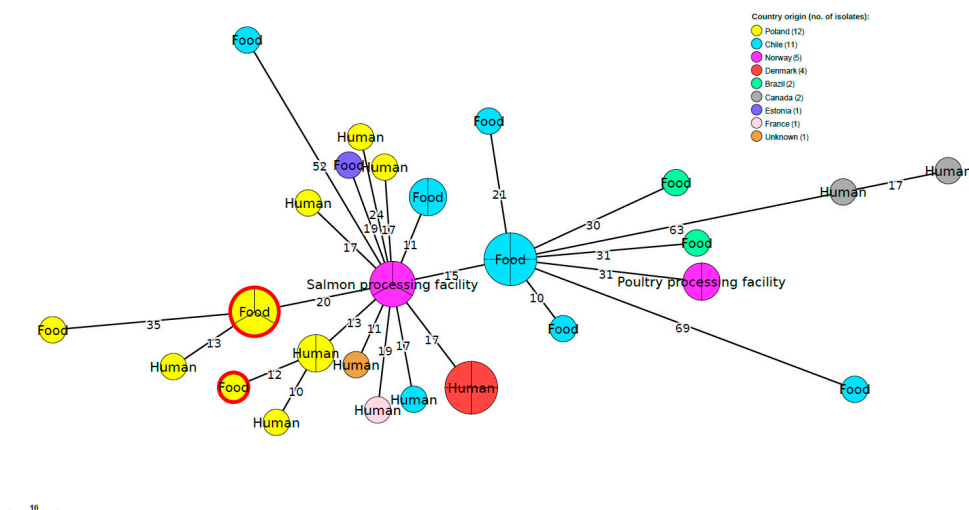 Country origin (no. of isolates):
Poland (12)
Chile (11)
Norway (5)
Denmark (4)
Brazil (2)
Canada (2)
Estonia (1)
France (1)
Unknown (1)
Food
Food
Human
Food
Human
52
Human
Food
24
19
17
17
11
21
Food
30
Human
17
Human
63
Food
31
Food
Salmon processing facility
15
31
Poultry processing facility
20
Food
35
Food
13
Human
13
11
19
17
17
10
Food
69
Human
Human
12
Food
10
Human
Human
Human
Human
Food
Human
10